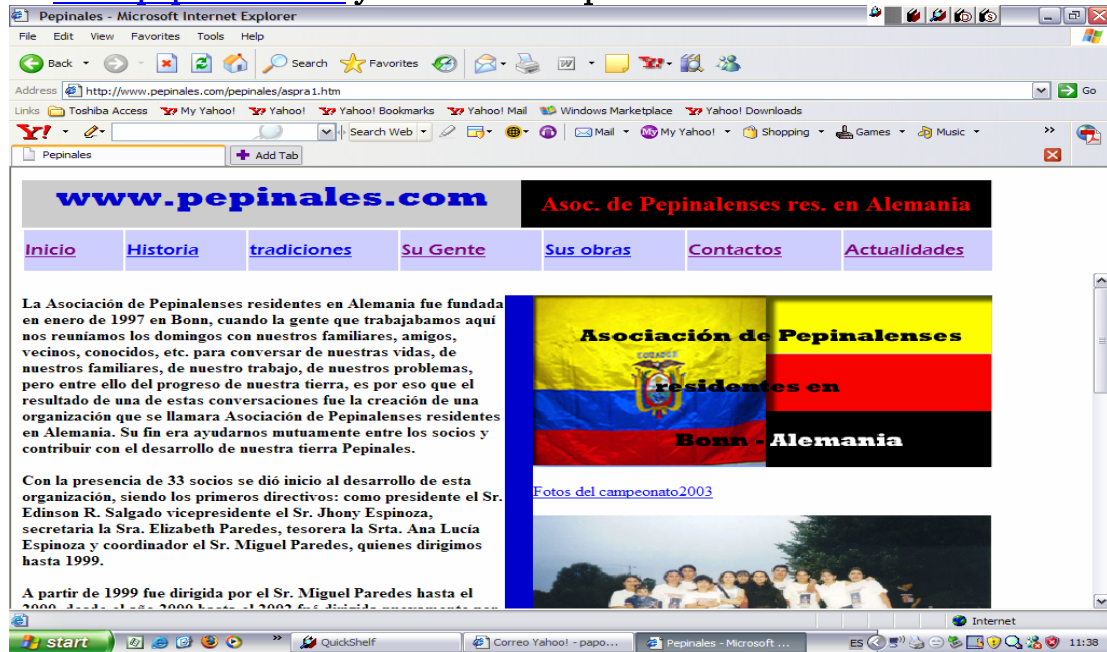 Pepinales - Microsoft Internet Explorer
File Edit View Favorites Tools Help
Back Search Favorites
Address http://www.pepinales.com/pepinales/aspra1.htm Go
Links Toshiba Access My Yahoo! Yahoo! Yahoo! Bookmarks Yahoo! Mail Windows Marketplace Yahoo! Downloads
Y! Search Web Mail My Yahoo! Shopping Games Music »
Pepinales Add Tab
www.pepinales.com
Asoc. de Pepinalenses res. en Alemania
Inicio Historia tradiciones Su Gente Sus obras Contactos Actualidades
La Asociación de Pepinalenses residentes en Alemania fue fundada
en enero de 1997 en Bonn, cuando la gente que trabajabamos aquí
nos reuníamos los domingos con nuestros familiares, amigos,
vecinos, conocidos, etc. para conversar de nuestras vidas, de
nuestros familiares, de nuestro trabajo, de nuestros problemas,
pero entre ello del progreso de nuestra tierra, es por eso que el
resultado de una de estas conversaciones fue la creación de una
organización que se llamara Asociación de Pepinalenses residentes
en Alemania. Su fin era ayudarnos mutuamente entre los socios y
contribuir con el desarrollo de nuestra tierra Pepinales.
Con la presencia de 33 socios se dió inicio al desarrollo de esta
organización, siendo los primeros directivos: como presidente el Sr.
Edinson R. Salgado vicepresidente el Sr. Jhony Espinoza,
secretaria la Sra. Elizabeth Paredes, tesorera la Srta. Ana Lucía
Espinoza y coordinador el Sr. Miguel Paredes, quienes dirigimos
hasta 1999.
A partir de 1999 fue dirigida por el Sr. Miguel Paredes hasta el
Asociación de Pepinalenses
ECUADOR
residentes en
Bonn - Alemania
Fotos del campeonato2003
Internet
start » QuickShelf Correo Yahoo! - papo... Pepinales - Microsoft ... ES 11:38